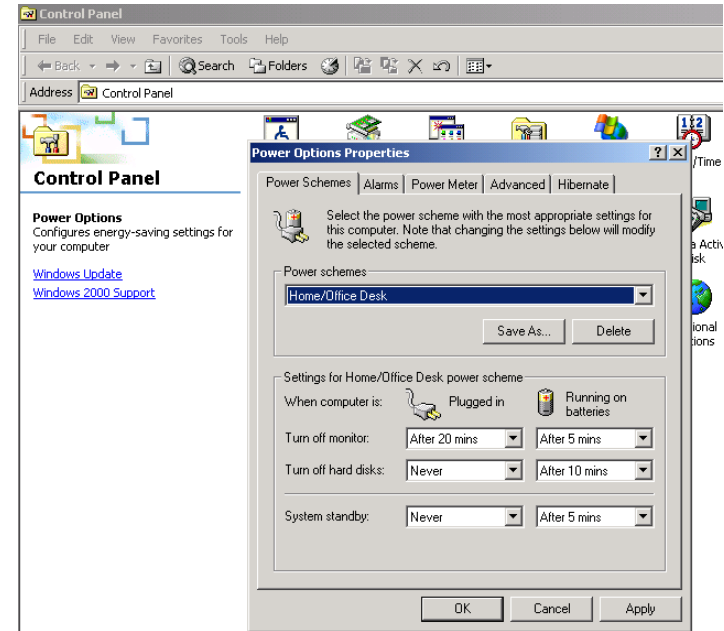 Control Panel
File Edit View Favorites Tools Help
Back Search Folders
Address Control Panel
Control Panel
Power Options
Configures energy-saving settings for
your computer
Windows Update
Windows 2000 Support
Power Options Properties
Power Schemes Alarms Power Meter Advanced Hibernate
Select the power scheme with the most appropriate settings for
this computer. Note that changing the settings below will modify
the selected scheme.
Power schemes
Home/Office Desk
Save As... Delete
Settings for Home/Office Desk power scheme
When computer is: Plugged in Running on
batteries
Turn off monitor: After 20 mins After 5 mins
Turn off hard disks: Never After 10 mins
System standby: Never After 5 mins
OK Cancel Apply
/Time